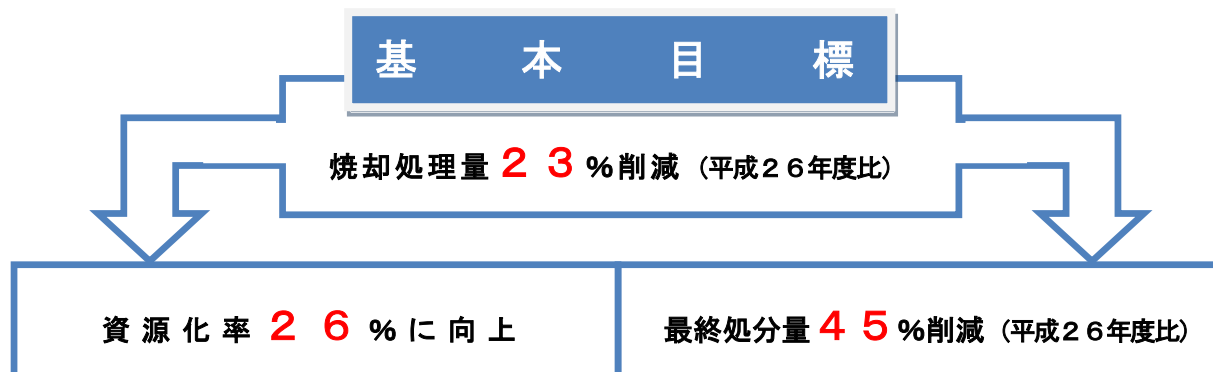 基本目標
焼却処理量２３%削減（平成２６年度比）
資源化率２６%に向上
最終処分量４５%削減（平成２６年度比）